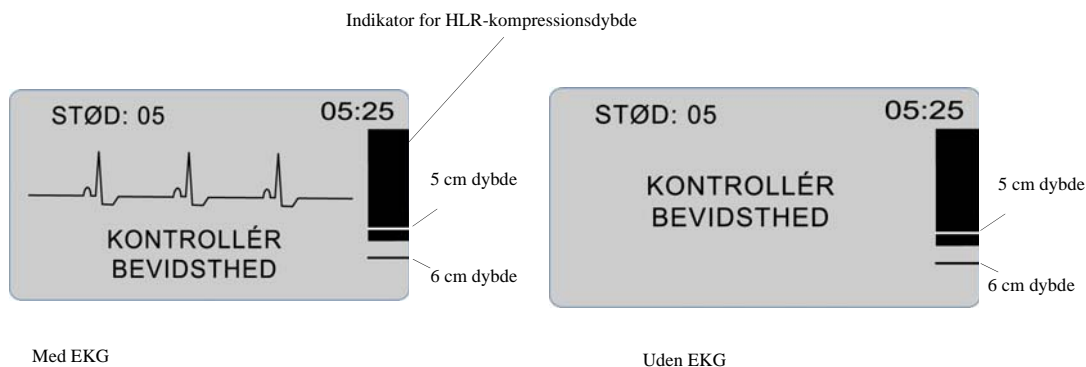 Indikator for HLR-kompressionsdybde
STØD: 05
05:25
5 cm dybde
KONTROLLÉR
BEVIDSTHED
6 cm dybde
Med EKG
STØD: 05
05:25
KONTROLLÉR
BEVIDSTHED
5 cm dybde
6 cm dybde
Uden EKG